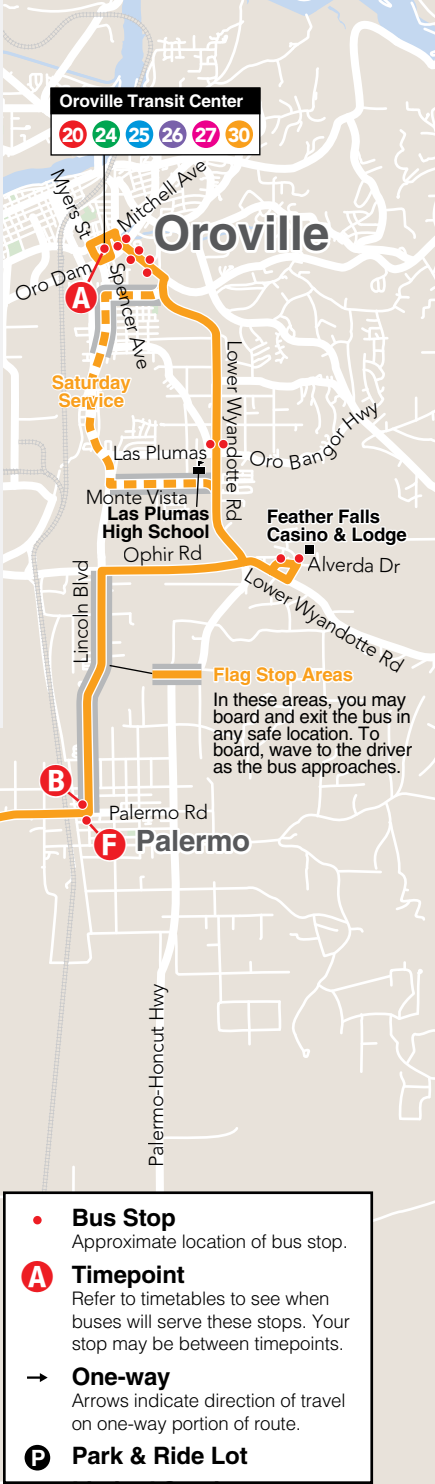 Oroville Transit Center
20 24 25 26 27 30
Myers St
Mitchell Ave
Oroville
Oro Dam
A
Spencer Ave
Saturday
Service
Lower Wyandotte Rd
Las Plumas
Oro Bangor Hwy
Monte Vista
Las Plumas
High School
Feather Falls
Casino & Lodge
Ophir Rd
Alverda Dr
Lincoln Blvd
Lower Wyandotte Rd
Flag Stop Areas
In these areas, you may
board and exit the bus in
any safe location. To
board, wave to the driver
as the bus approaches.
B
Palermo Rd
F
Palermo
Palermo-Honcut Hwy
Bus Stop
Approximate location of bus stop.
A
Timepoint
Refer to timetables to see when
buses will serve these stops. Your
stop may be between timepoints.
One-way
Arrows indicate direction of travel
on one-way portion of route.
P
Park & Ride Lot